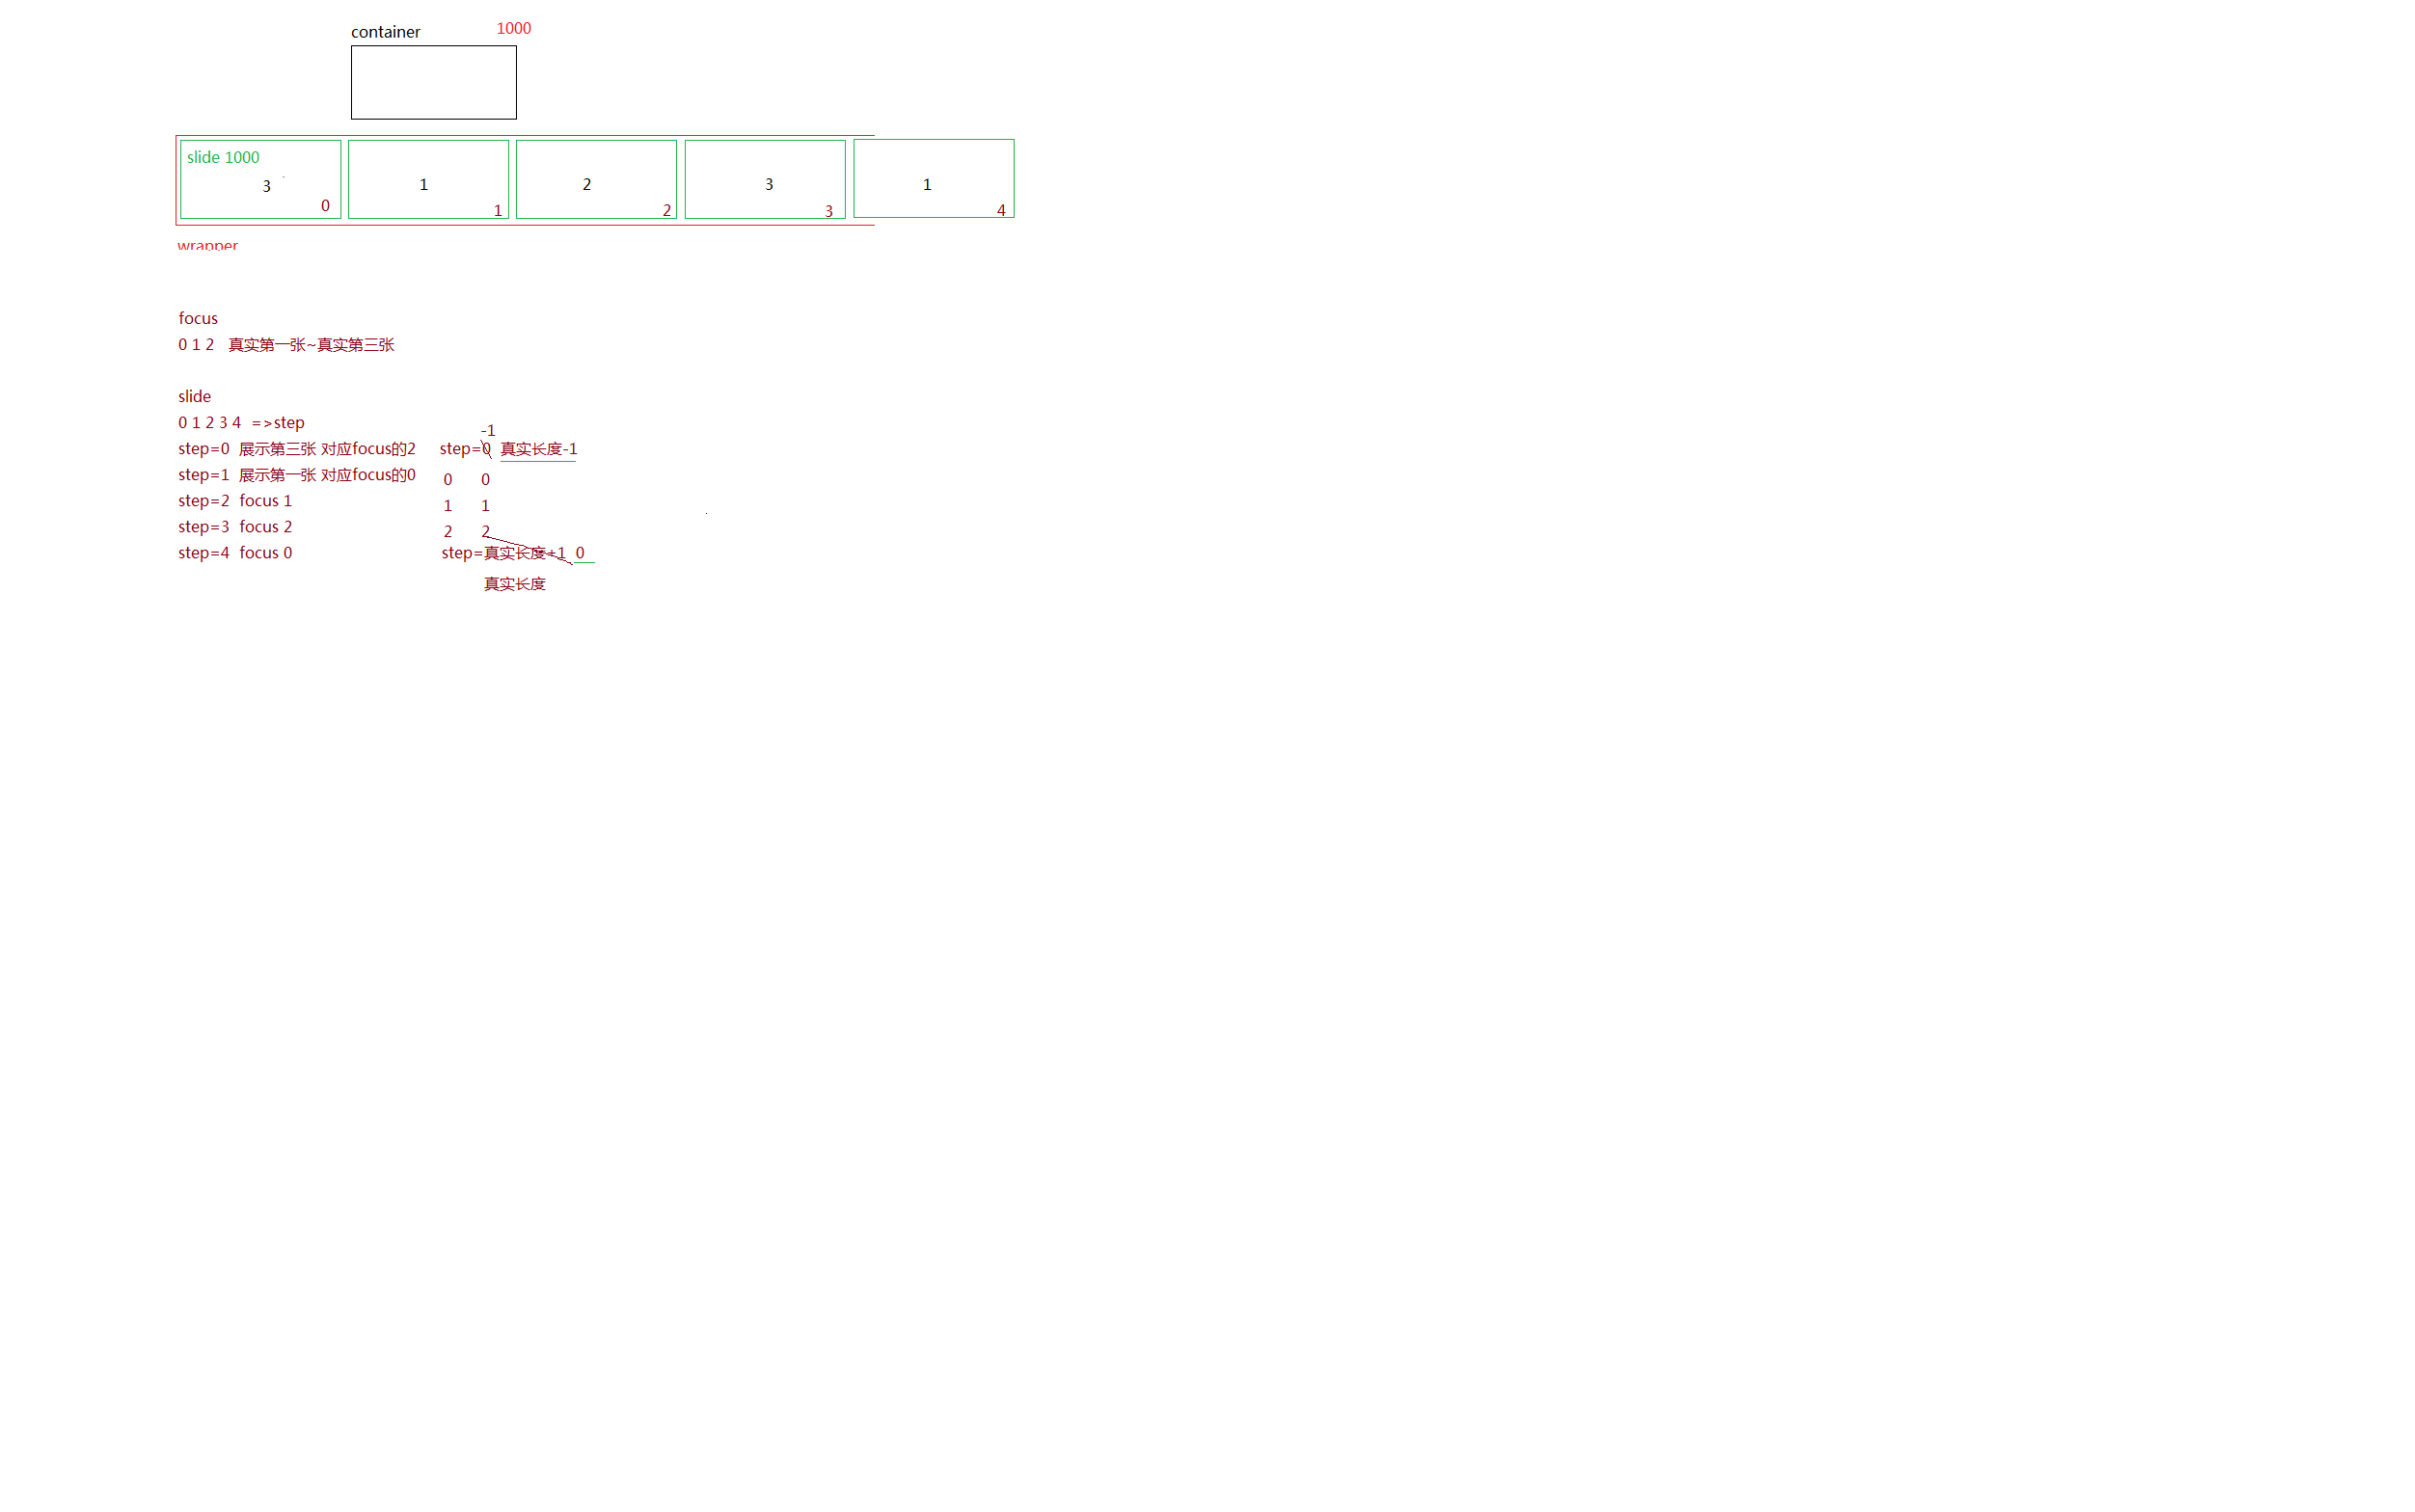 container 1000
slide 1000
3 1 2 3 1
0 1 2 3 4
wrapper
focus
0 1 2 真实第一张~真实第三张
slide
0 1 2 3 4 =>step
-1
step=0 展示第三张 对应focus的2 step=0 真实长度-1
step=1 展示第一张 对应focus的0 0 0
step=2 focus 1 1 1
step=3 focus 2 2 2
step=4 focus 0 step=真实长度+1 0
真实长度